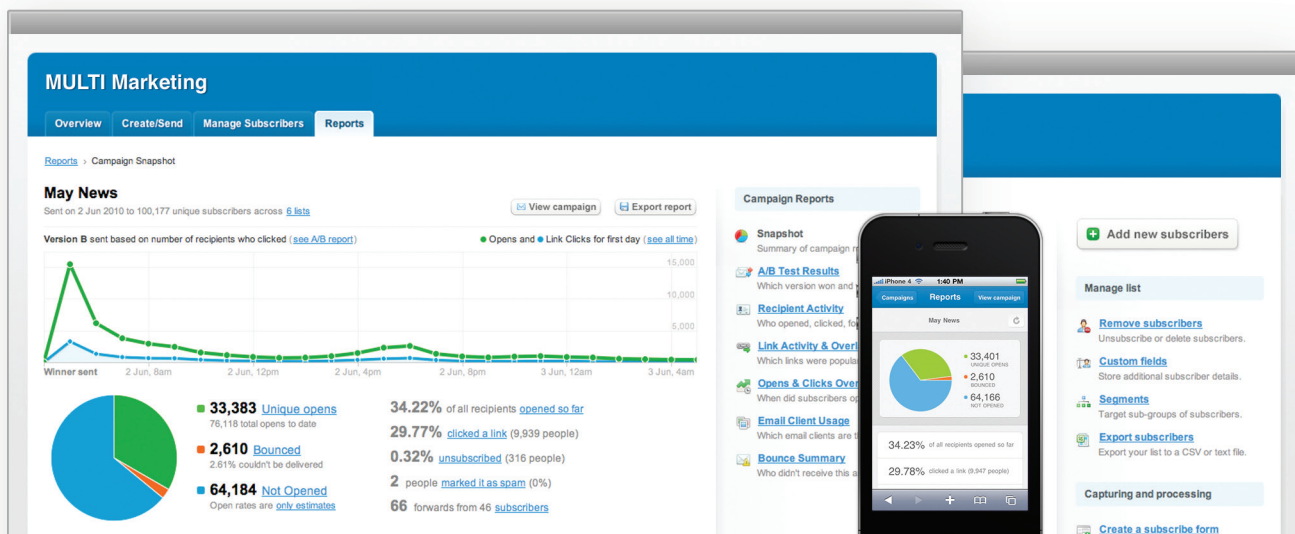 MULTI Marketing
Overview Create/Send Manage Subscribers Reports
Reports > Campaign Snapshot
May News
Sent on 2 Jun 2010 to 100,177 unique subscribers across 6 lists
View campaign Export report
Version B sent based on number of recipients who clicked (see A/B report)
Opens and Link Clicks for first day (see all time)
15,000
10,000
5,000
Winner sent 2 Jun, 8am 2 Jun, 12pm 2 Jun, 4pm 2 Jun, 8pm 3 Jun, 12am 3 Jun, 4am
33,383 Unique opens
76,118 total opens to date
2,610 Bounced
2.61% couldn't be delivered
64,184 Not Opened
Open rates are only estimates
34.22% of all recipients opened so far
29.77% clicked a link (9,939 people)
0.32% unsubscribed (316 people)
2 people marked it as spam (0%)
66 forwards from 46 subscribers
Campaign Reports
Snapshot
Summary of campaign
A/B Test Results
Which version won and
Recipient Activity
Who opened, clicked,
Link Activity &
Which links were
Opens & Clicks
When did subscribers
Email Client Usage
Which email clients are
Bounce Summary
Who didn't receive this
iPhone 4 1:40 PM
Campaigns Reports View campaign
May News
33,401
UNIQUE OPENS
2,610
BOUNCED
64,166
NOT OPENED
34.23% of all recipients opened so far
29.78% clicked a link (9,947 people)
Add new subscribers
Manage list
Remove subscribers
Unsubscribe or delete subscribers.
Custom fields
Store additional subscriber details.
Segments
Target sub-groups of subscribers.
Export subscribers
Export your list to a CSV or text file.
Capturing and processing
Create a subscribe form